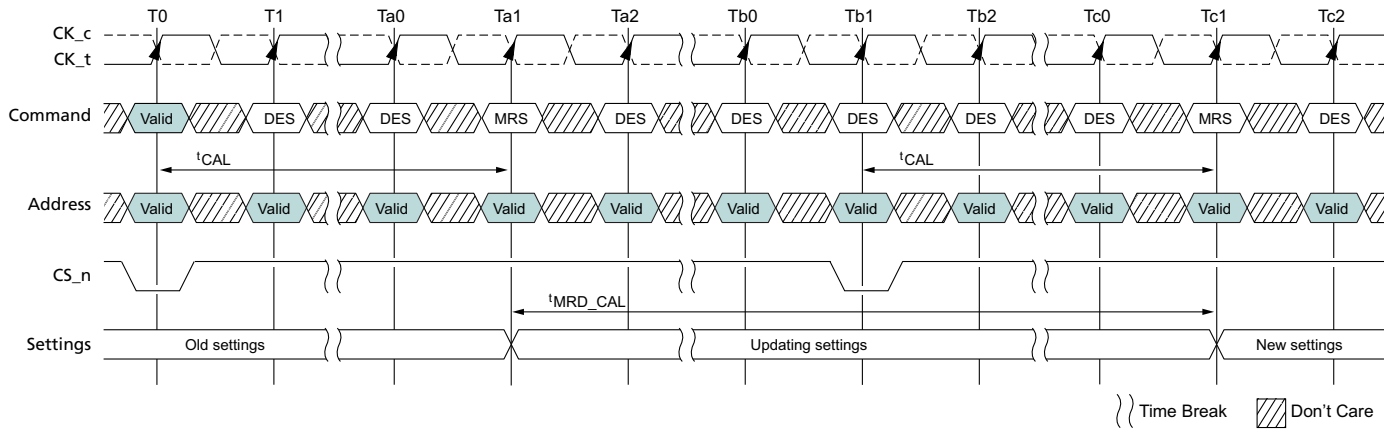 T0 T1 Ta0 Ta1 Ta2 Tb0 Tb1 Tb2 Tc0 Tc1 Tc2
CK_c
CK_t
Command Valid DES DES MRS DES DES DES DES DES MRS DES
tCAL tCAL
Address Valid Valid Valid Valid Valid Valid Valid Valid Valid Valid Valid
CS_n
tMRD_CAL
Settings Old settings Updating settings New settings
Time Break Don't Care